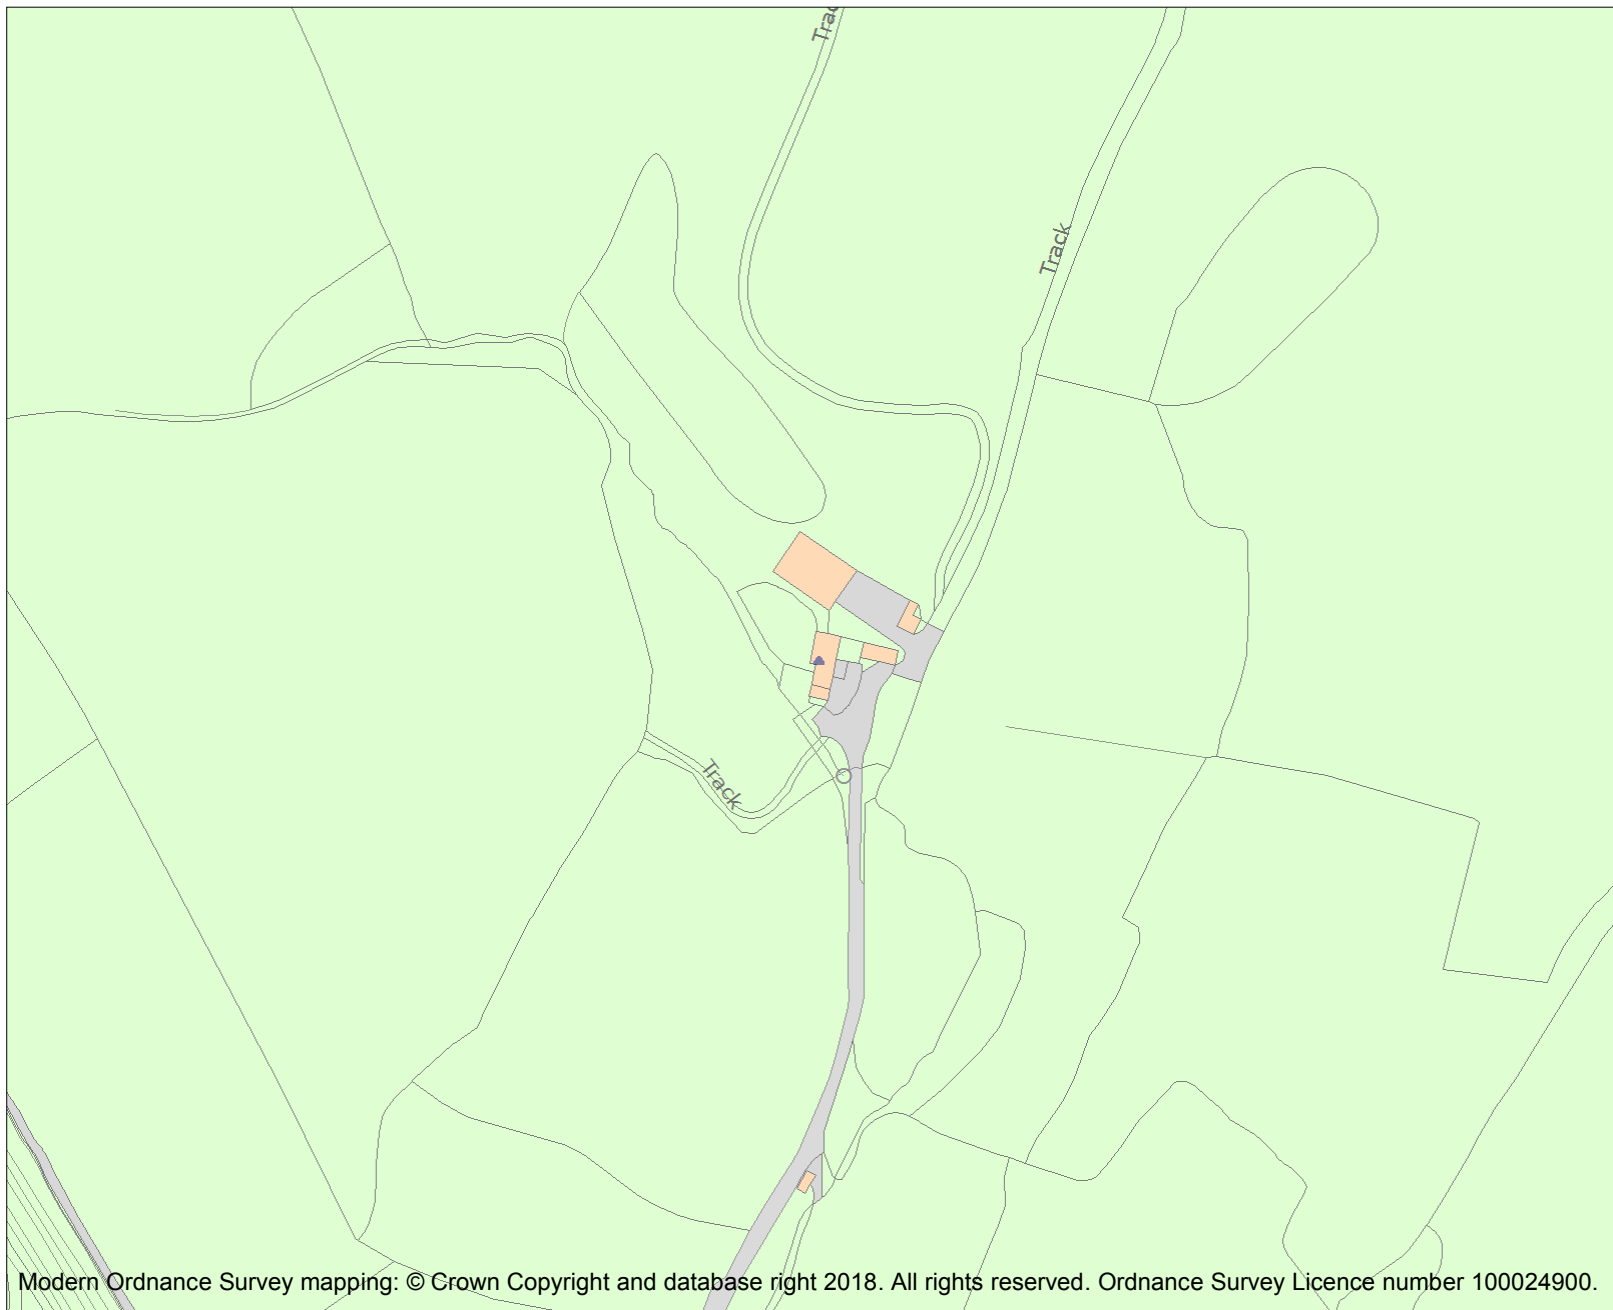 Track
Track
Modern Ordnance Survey mapping: © Crown Copyright and database right 2018. All rights reserved. Ordnance Survey Licence number 100024900.